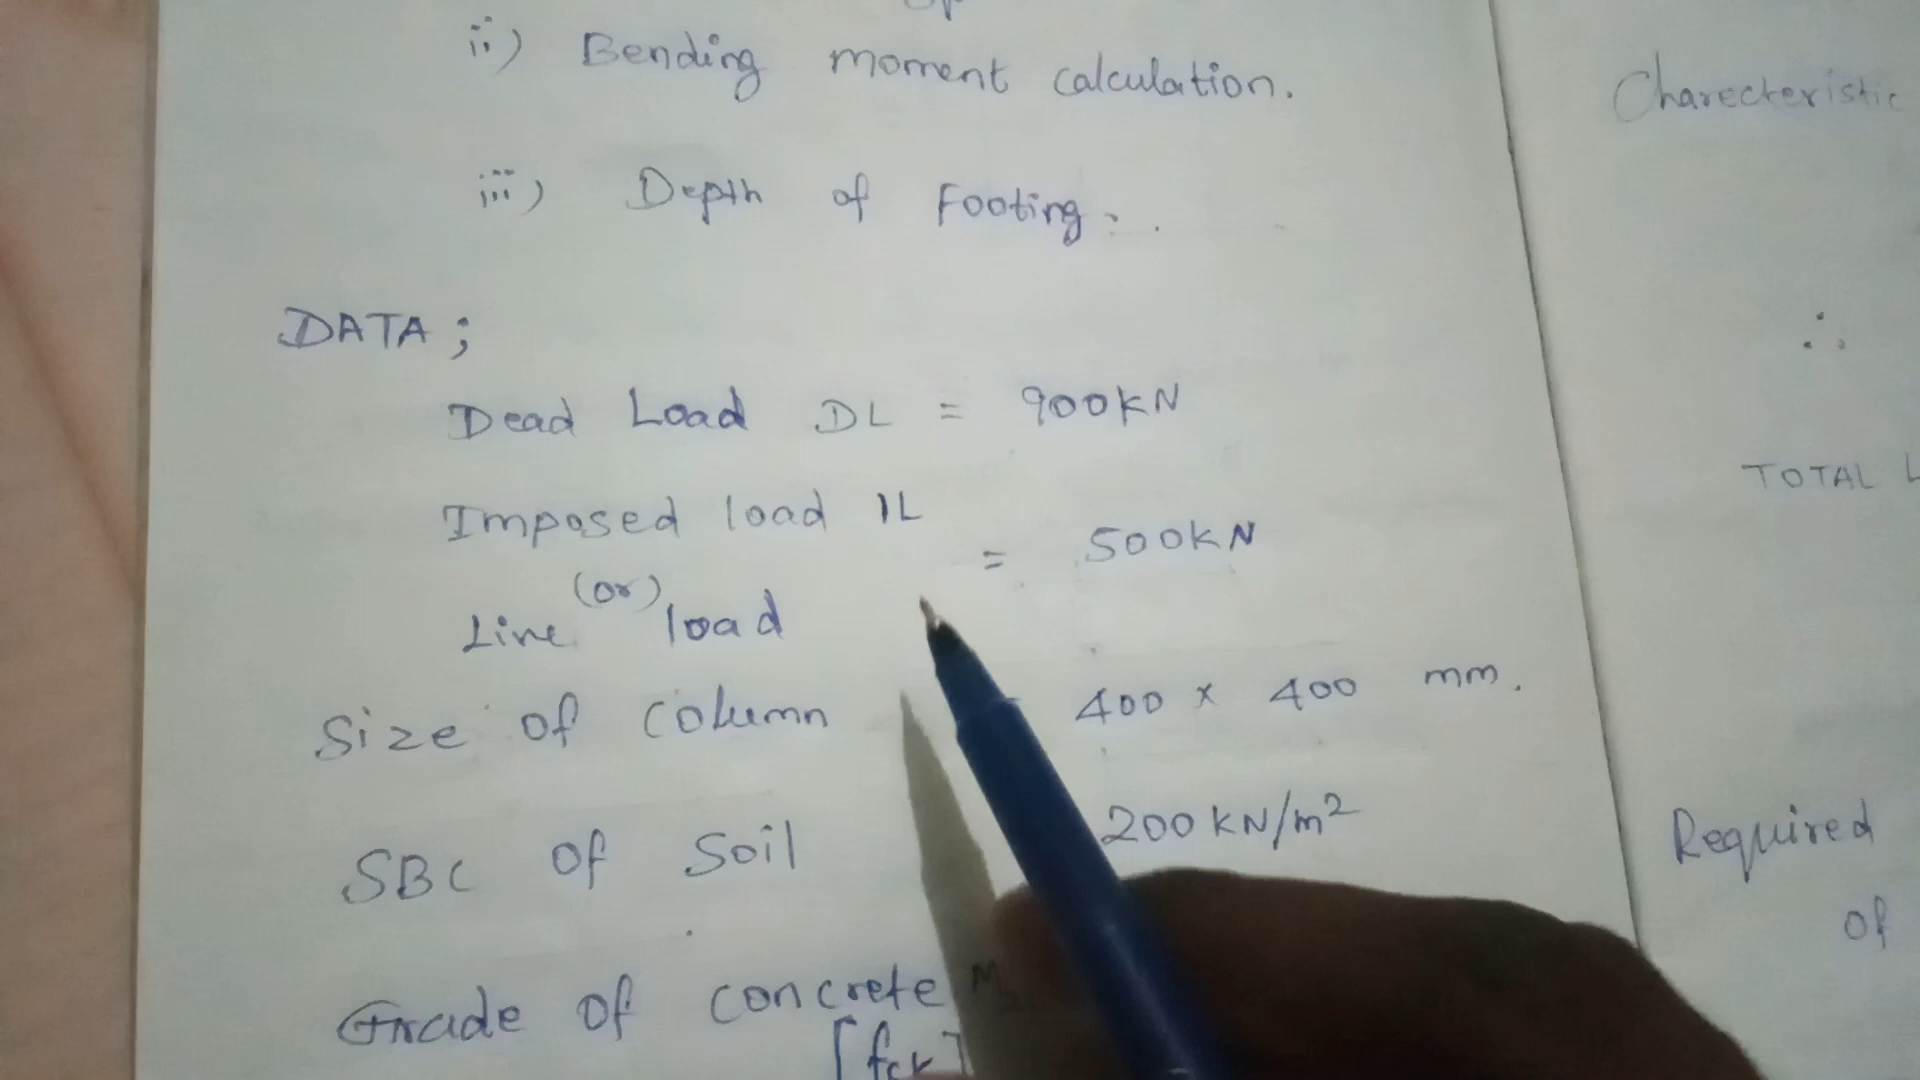 ii) Bending moment calculation.
iii) Depth of Footing:.
DATA;
Dead Load DL = 900KN
Imposed load IL
(or)
Live load
= 500KN
Size of column = 400 x 400 mm.
SBC of Soil 200 KN/m²
Grade of concrete M
[fck]
Charecteristic
∴
TOTAL L
Required
of